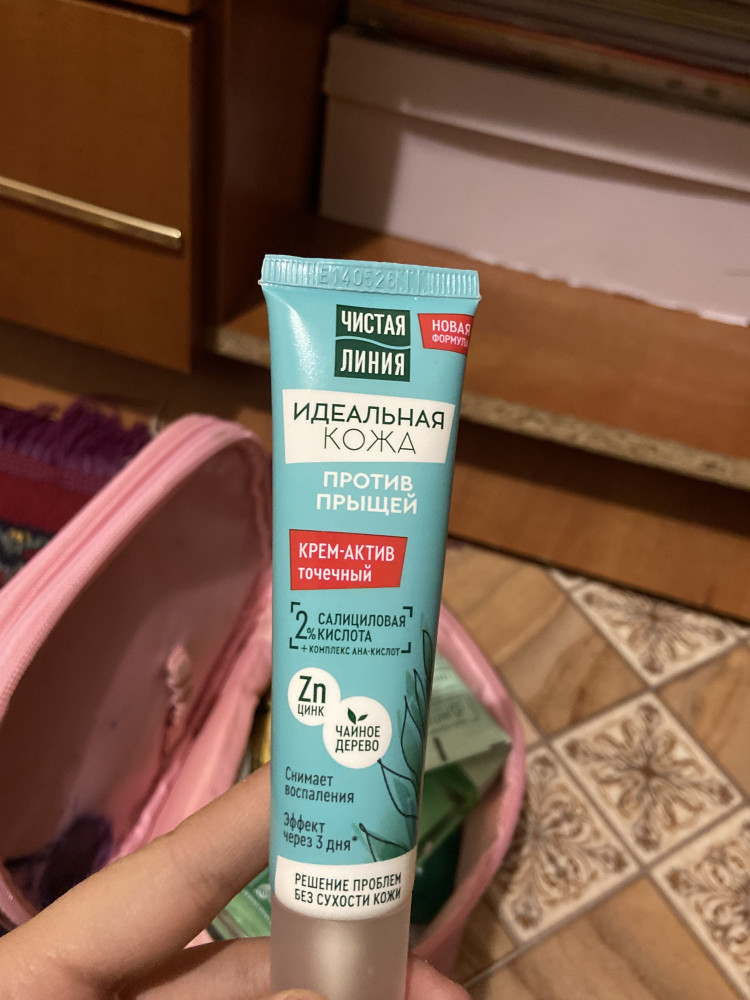 E140526
ЧИСТАЯ
ЛИНИЯ
НОВАЯ
ФОРМУЛА
ИДЕАЛЬНАЯ
КОЖА
ПРОТИВ
ПРЫЩЕЙ
КРЕМ-АКТИВ
точечный
2% САЛИЦИЛОВАЯ
КИСЛОТА
+ КОМПЛЕКС АНА-КИСЛОТ
Zn
ЦИНК
ЧАЙНОЕ
ДЕРЕВО
Снимает
воспаления
Эффект
через 3 дня*
РЕШЕНИЕ ПРОБЛЕМ
БЕЗ СУХОСТИ КОЖИ